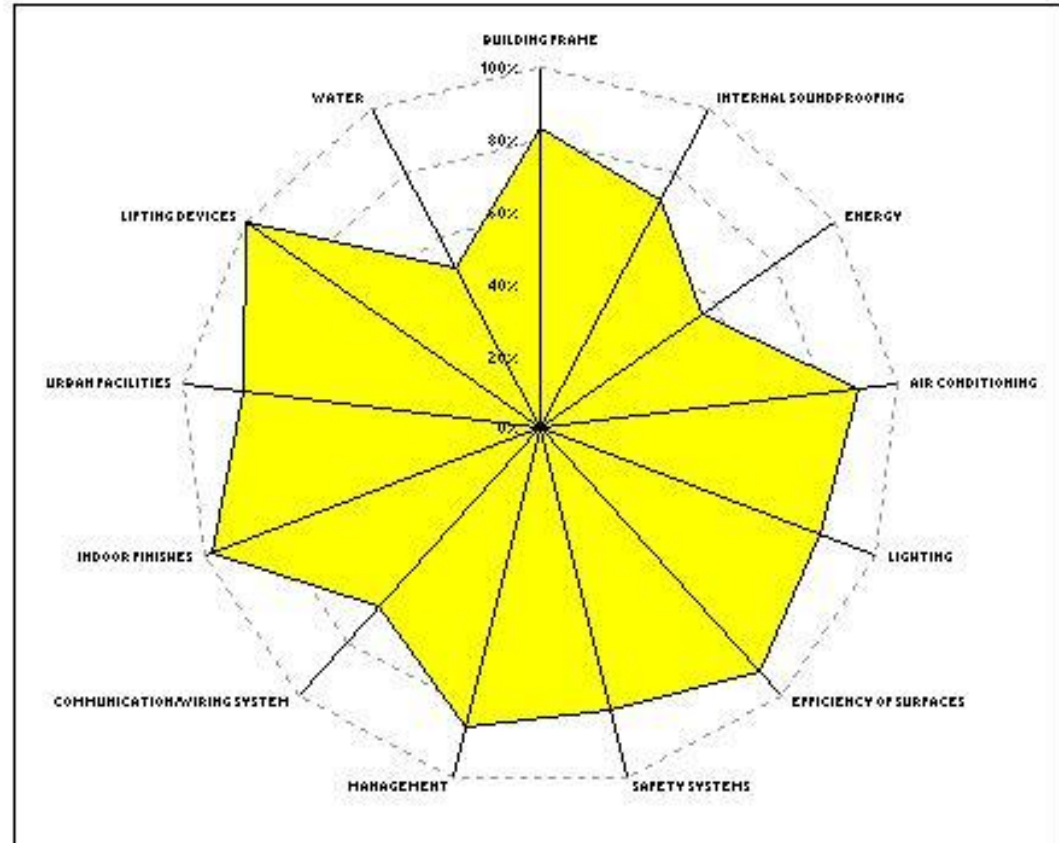 BUILDING FRAME
100%
WATER
INTERNAL SOUNDPROOFING
80%
LIFTING DEVICES
60%
ENERGY
40%
URBAN FACILITIES
20%
AIR CONDITIONING
0%
INDOOR FINISHES
LIGHTING
COMMUNICATION/WIRING SYSTEM
EFFICIENCY OF SURFACES
MANAGEMENT
SAFETY SYSTEMS